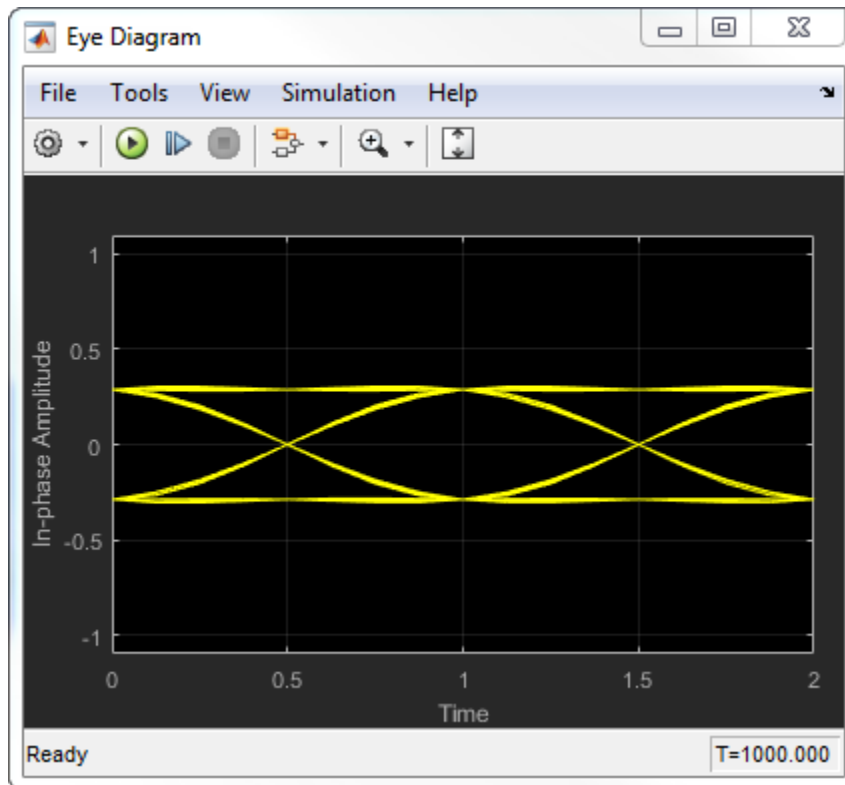 Eye Diagram
File Tools View Simulation Help
1
0.5
0
-0.5
-1
In-phase Amplitude
0 0.5 1 1.5 2
Time
Ready T=1000.000